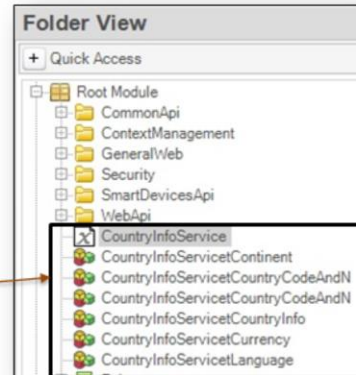 Folder View
+ Quick Access
Root Module
CommonApi
ContextManagement
GeneralWeb
Security
SmartDevicesApi
WebApi
CountryInfoService
CountryInfoServicetContinent
CountryInfoServicetCountryCodeAndN
CountryInfoServicetCountryCodeAndN
CountryInfoServicetCountryInfo
CountryInfoServicetCurrency
CountryInfoServicetLanguage